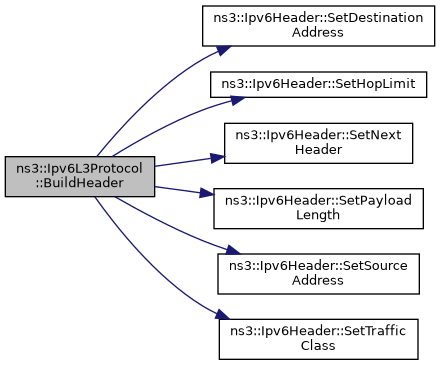 ns3::Ipv6Header::SetDestination
Address
ns3::Ipv6Header::SetHopLimit
ns3::Ipv6Header::SetNext
Header
ns3::Ipv6L3Protocol
::BuildHeader
ns3::Ipv6Header::SetPayload
Length
ns3::Ipv6Header::SetSource
Address
ns3::Ipv6Header::SetTraffic
Class